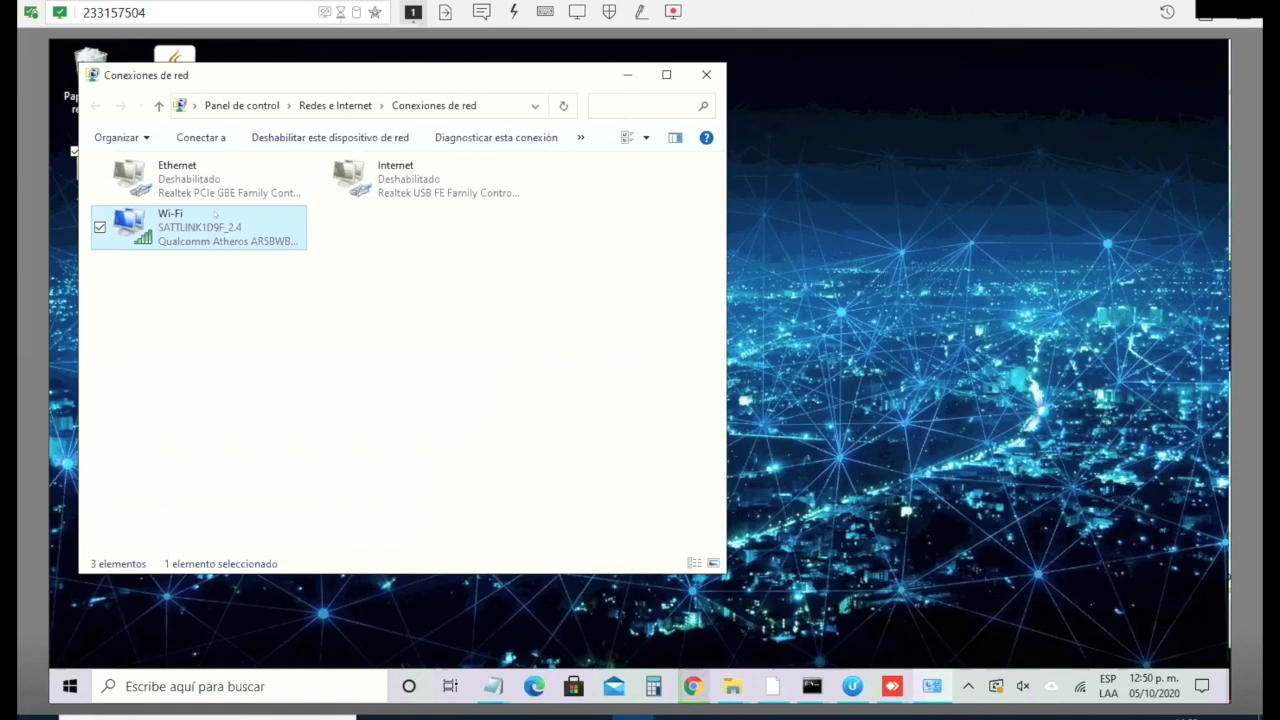 233157504
1
Conexiones de red
Panel de control
Redes e Internet
Conexiones de red
Organizar
Conectar a
Deshabilitar este dispositivo de red
Diagnosticar esta conexión
»
?
Ethernet
Deshabilitado
Realtek PCIe GBE Family Cont...
Internet
Deshabilitado
Realtek USB FE Family Contro...
Wi-Fi
SATTLINK1D9F_2.4
Qualcomm Atheros AR5BWB...
3 elementos
1 elemento seleccionado
Escribe aquí para buscar
ESP
LAA
12:50 p. m.
05/10/2020